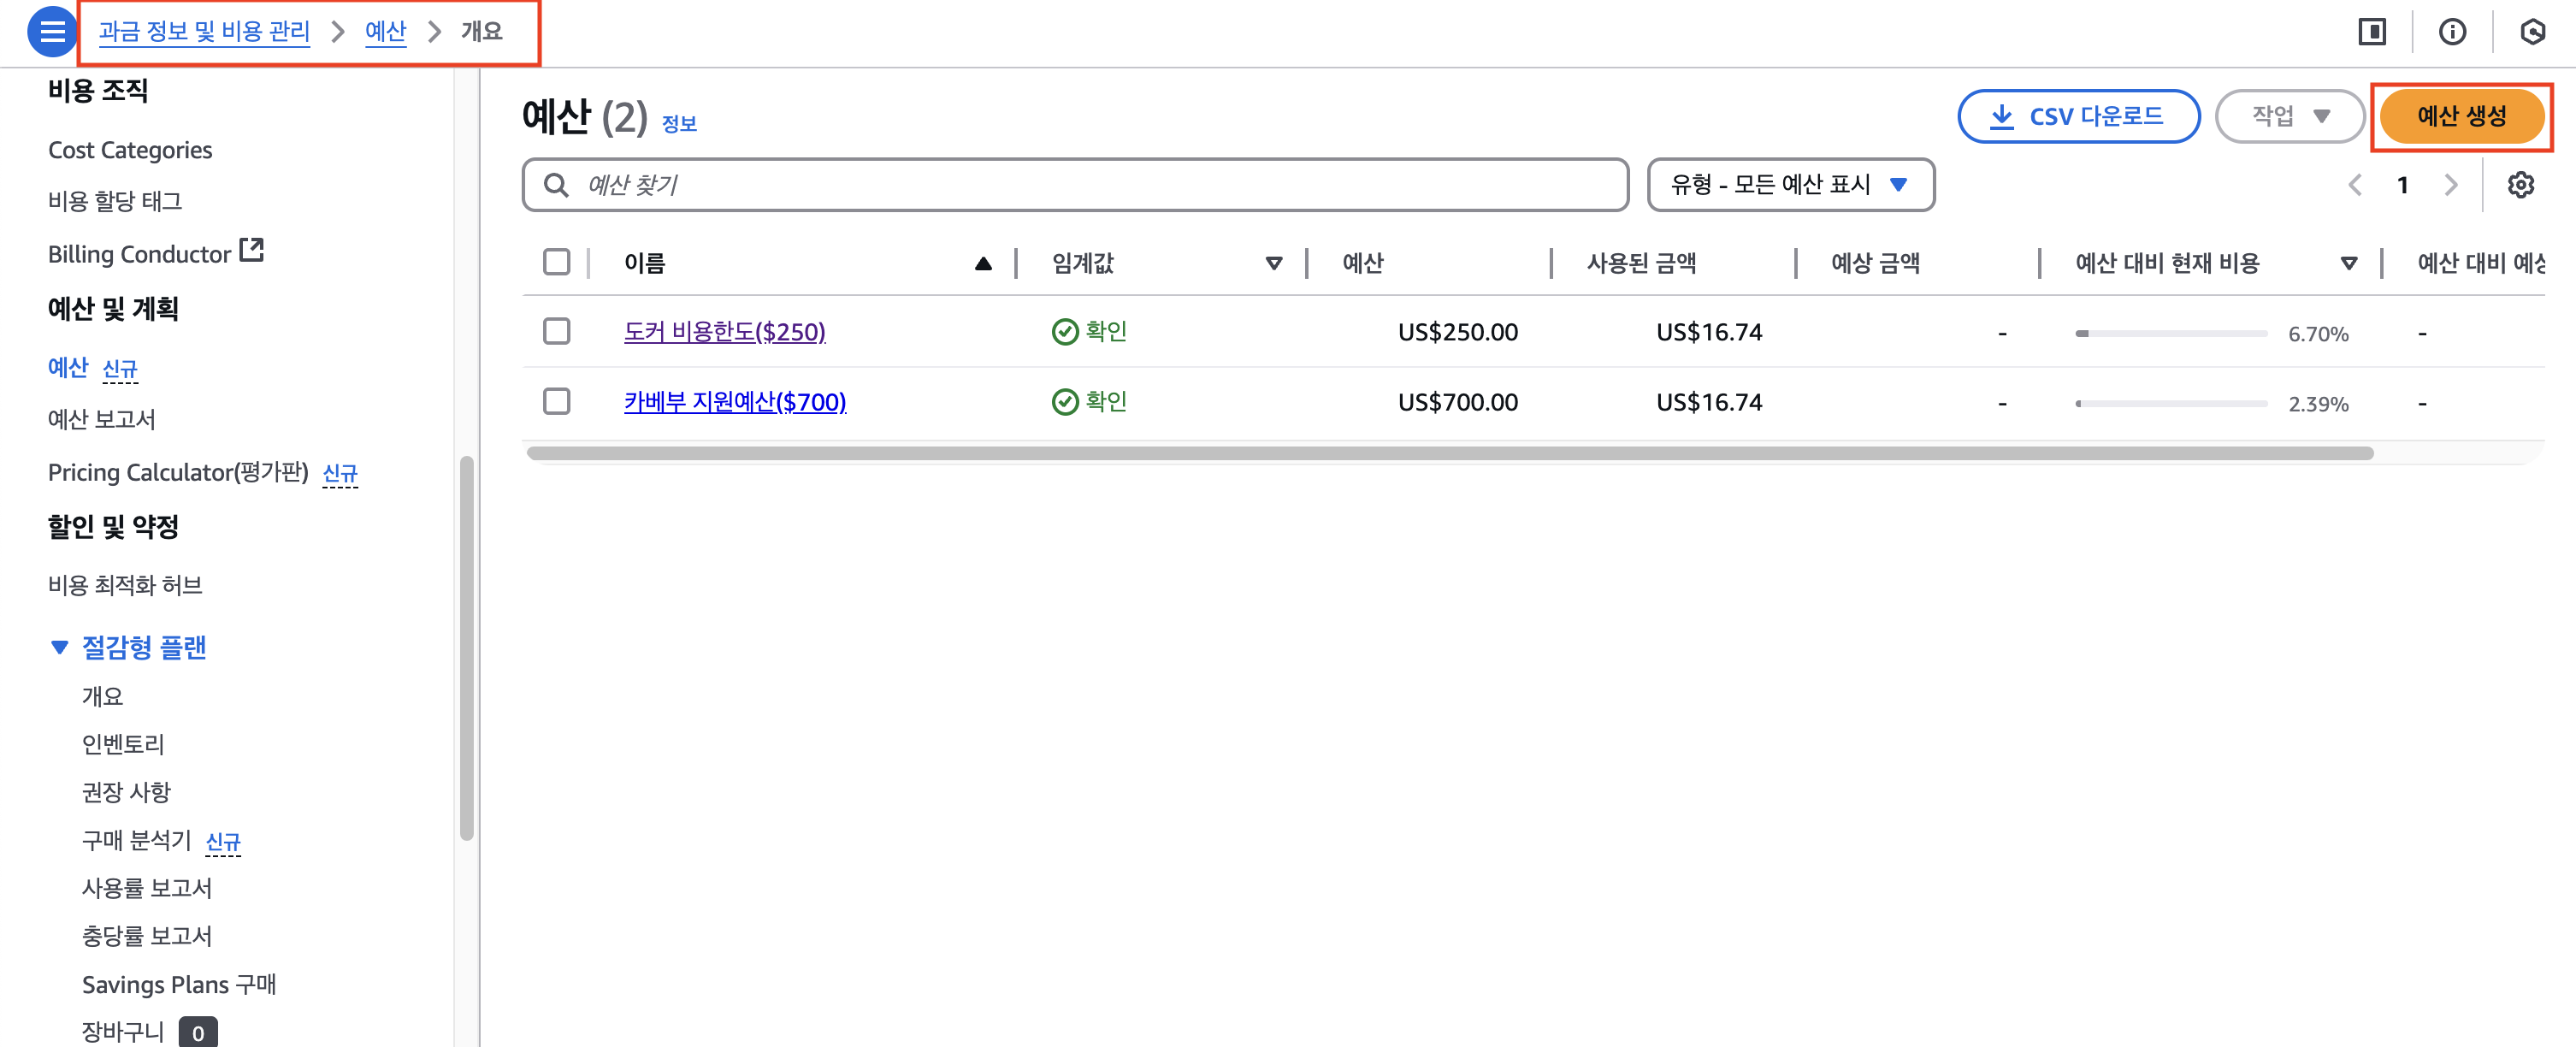 과금 정보 및 비용 관리 > 예산 > 개요
비용 조직
Cost Categories
비용 할당 태그
Billing Conductor
예산 및 계획
예산 신규
예산 보고서
Pricing Calculator(평가판) 신규
할인 및 약정
비용 최적화 허브
절감형 플랜
개요
인벤토리
권장 사항
구매 분석기 신규
사용률 보고서
충당률 보고서
Savings Plans 구매
장바구니 0
예산 (2) 정보
CSV 다운로드 작업 예산 생성
예산 찾기 유형 - 모든 예산 표시 1
이름 임계값 예산 사용된 금액 예상 금액 예산 대비 현재 비용 예산 대비
도커 비용한도($250) 확인 US$250.00 US$16.74 - 6.70% -
카베부 지원예산($700) 확인 US$700.00 US$16.74 - 2.39% -